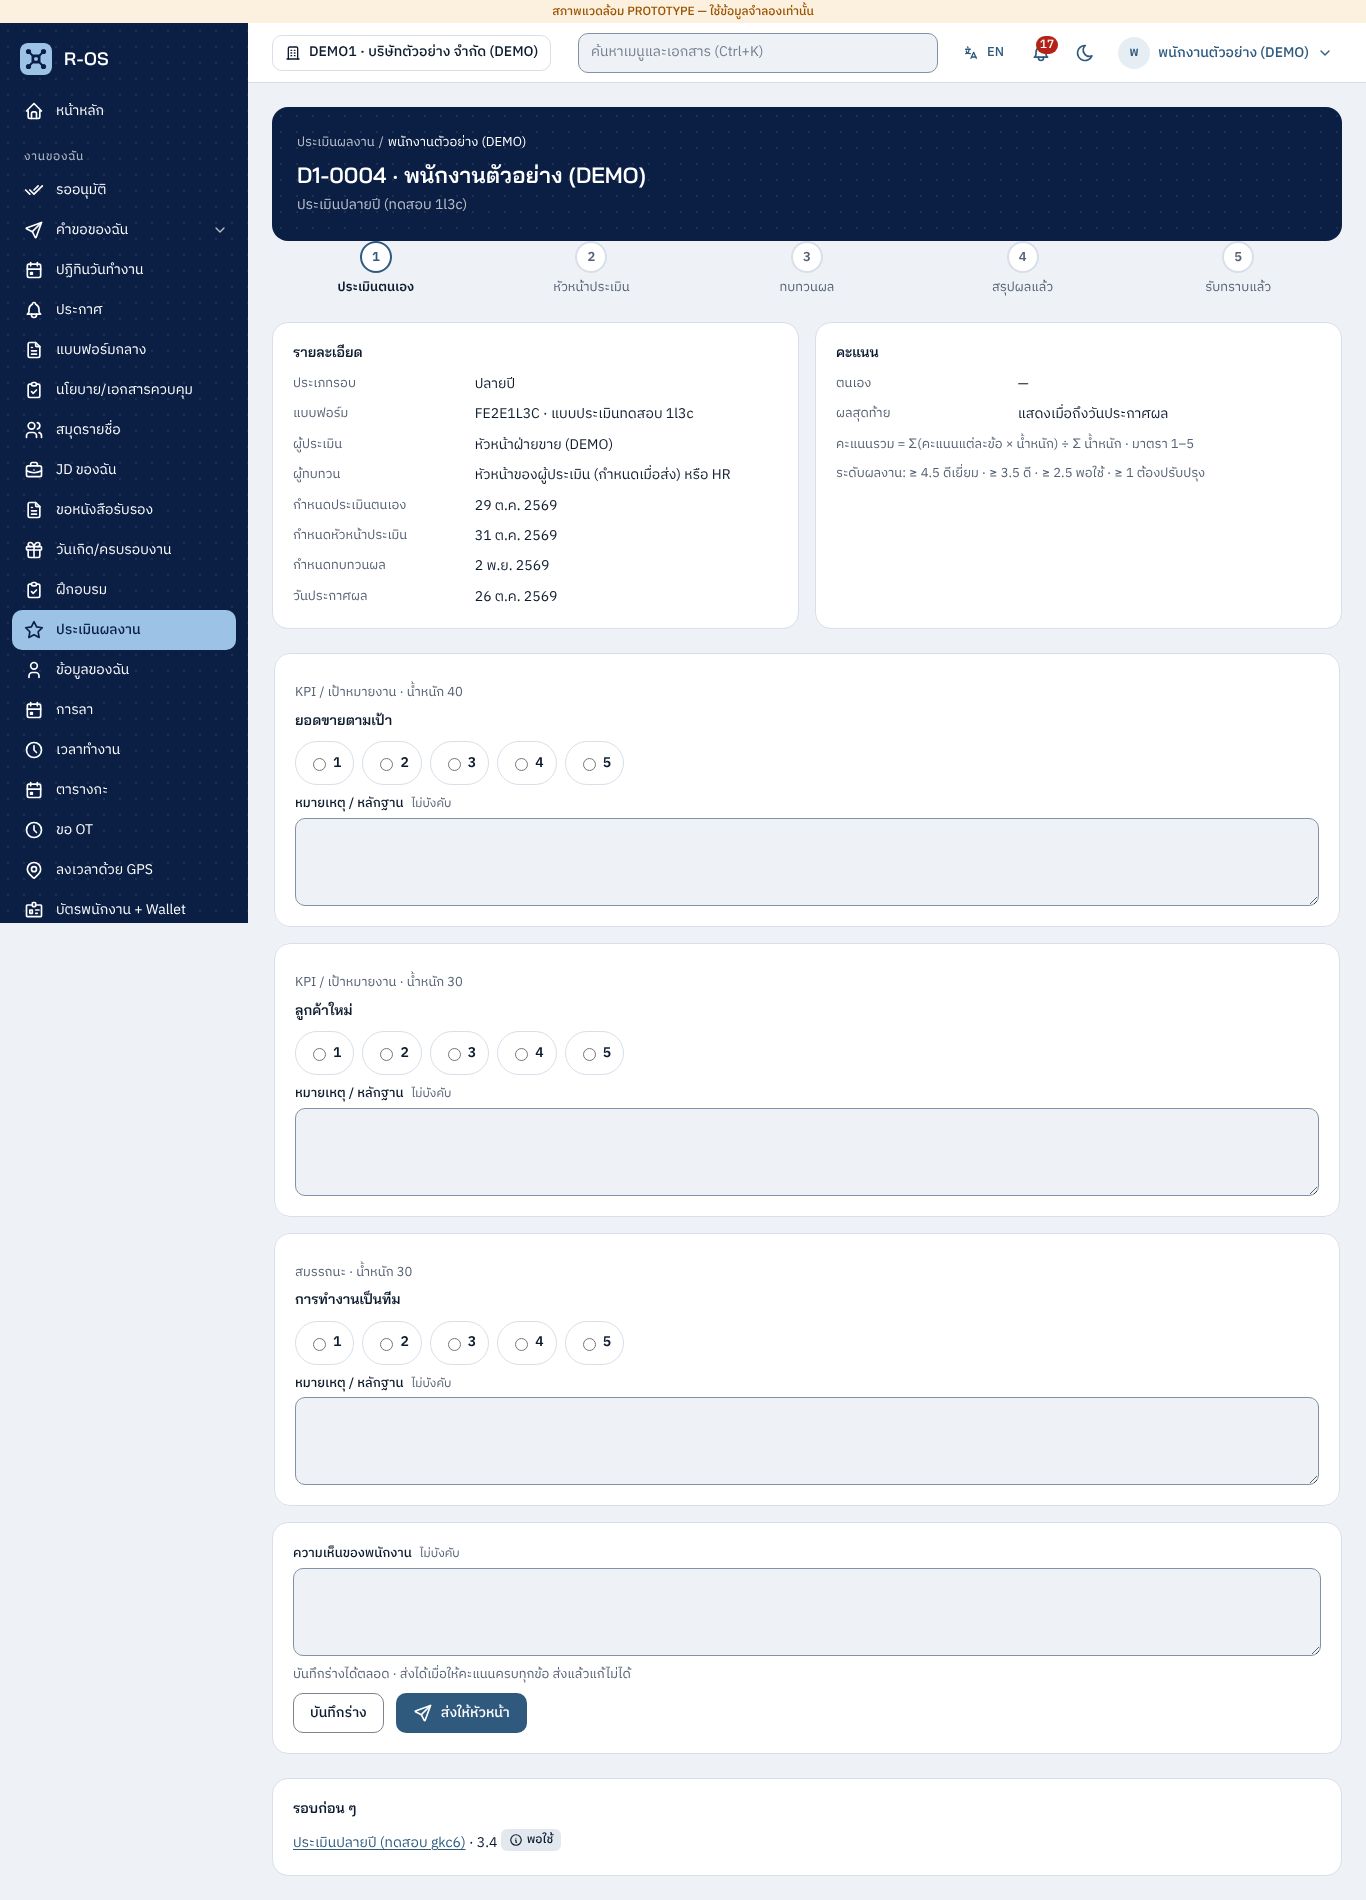 สภาพแวดล้อม PROTOTYPE — ใช้ข้อมูลจำลองเท่านั้น
R-OS
DEMO1 · บริษัทตัวอย่าง จำกัด (DEMO)
ค้นหาเมนูและเอกสาร (Ctrl+K)
EN
17
พ
พนักงานตัวอย่าง (DEMO)
หน้าหลัก
งานของฉัน
รออนุมัติ
คำขอของฉัน
ปฏิทินวันทำงาน
ประกาศ
แบบฟอร์มกลาง
นโยบาย/เอกสารควบคุม
สมุดรายชื่อ
JD ของฉัน
ขอหนังสือรับรอง
วันเกิด/ครบรอบงาน
ฝึกอบรม
ประเมินผลงาน
ข้อมูลของฉัน
การลา
เวลาทำงาน
ตารางกะ
ขอ OT
ลงเวลาด้วย GPS
บัตรพนักงาน + Wallet
ประเมินผลงาน / พนักงานตัวอย่าง (DEMO)
D1-0004 · พนักงานตัวอย่าง (DEMO)
ประเมินปลายปี (ทดสอบ 1l3c)
1
ประเมินตนเอง
2
หัวหน้าประเมิน
3
ทบทวนผล
4
สรุปผลแล้ว
5
รับทราบแล้ว
รายละเอียด
ประเภทรอบ ปลายปี
แบบฟอร์ม FE2E1L3C · แบบประเมินทดสอบ 1l3c
ผู้ประเมิน หัวหน้าฝ่ายขาย (DEMO)
ผู้ทบทวน หัวหน้าของผู้ประเมิน (กำหนดเมื่อส่ง) หรือ HR
กำหนดประเมินตนเอง 29 ต.ค. 2569
กำหนดหัวหน้าประเมิน 31 ต.ค. 2569
กำหนดทบทวนผล 2 พ.ย. 2569
วันประกาศผล 26 ต.ค. 2569
คะแนน
ตนเอง —
ผลสุดท้าย แสดงเมื่อถึงวันประกาศผล
คะแนนรวม = Σ(คะแนนแต่ละข้อ × น้ำหนัก) ÷ Σ น้ำหนัก · มาตรา 1–5
ระดับผลงาน: ≥ 4.5 ดีเยี่ยม · ≥ 3.5 ดี · ≥ 2.5 พอใช้ · ≥ 1 ต้องปรับปรุง
KPI / เป้าหมายงาน · น้ำหนัก 40
ยอดขายตามเป้า
1 2 3 4 5
หมายเหตุ / หลักฐาน ไม่บังคับ
KPI / เป้าหมายงาน · น้ำหนัก 30
ลูกค้าใหม่
1 2 3 4 5
หมายเหตุ / หลักฐาน ไม่บังคับ
สมรรถนะ · น้ำหนัก 30
การทำงานเป็นทีม
1 2 3 4 5
หมายเหตุ / หลักฐาน ไม่บังคับ
ความเห็นของพนักงาน ไม่บังคับ
บันทึกร่างได้ตลอด · ส่งได้เมื่อให้คะแนนครบทุกข้อ ส่งแล้วแก้ไม่ได้
บันทึกร่าง
ส่งให้หัวหน้า
รอบก่อน ๆ
ประเมินปลายปี (ทดสอบ gkc6) · 3.4 พอใช้